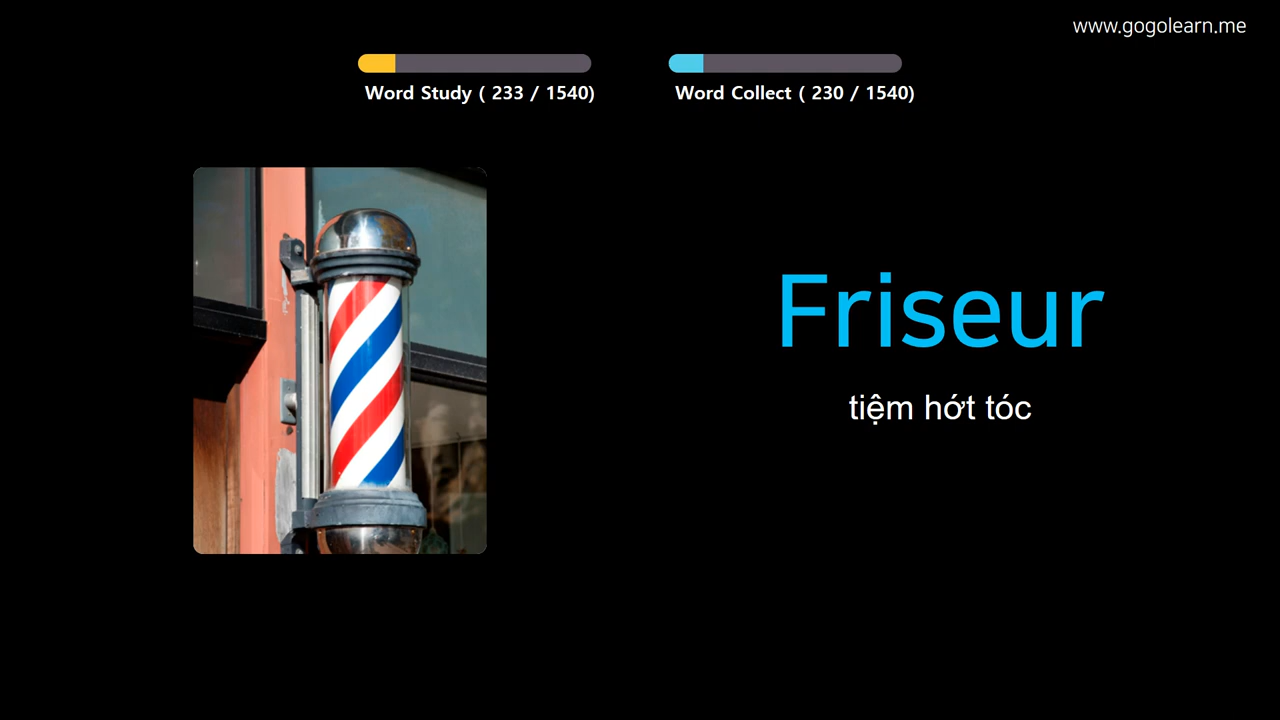 www.gogolearn.me
Word Study ( 233 / 1540)
Word Collect ( 230 / 1540)
Friseur
tiệm hớt tóc